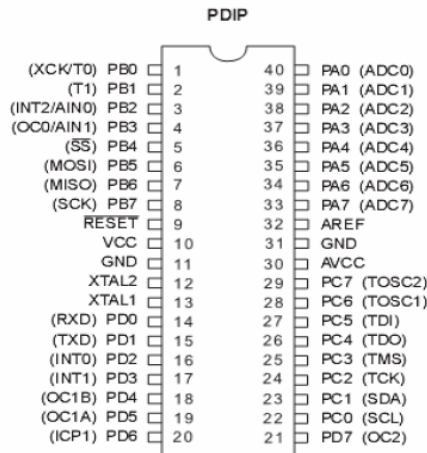 PDIP
(XCK/T0) PB0 1 40 PA0 (ADC0)
(T1) PB1 2 39 PA1 (ADC1)
(INT2/AIN0) PB2 3 38 PA2 (ADC2)
(OC0/AIN1) PB3 4 37 PA3 (ADC3)
(SS) PB4 5 36 PA4 (ADC4)
(MOSI) PB5 6 35 PA5 (ADC5)
(MISO) PB6 7 34 PA6 (ADC6)
(SCK) PB7 8 33 PA7 (ADC7)
RESET 9 32 AREF
VCC 10 31 GND
GND 11 30 AVCC
XTAL2 12 29 PC7 (TOSC2)
XTAL1 13 28 PC6 (TOSC1)
(RXD) PD0 14 27 PC5 (TDI)
(TXD) PD1 15 26 PC4 (TDO)
(INT0) PD2 16 25 PC3 (TMS)
(INT1) PD3 17 24 PC2 (TCK)
(OC1B) PD4 18 23 PC1 (SDA)
(OC1A) PD5 19 22 PC0 (SCL)
(ICP1) PD6 20 21 PD7 (OC2)